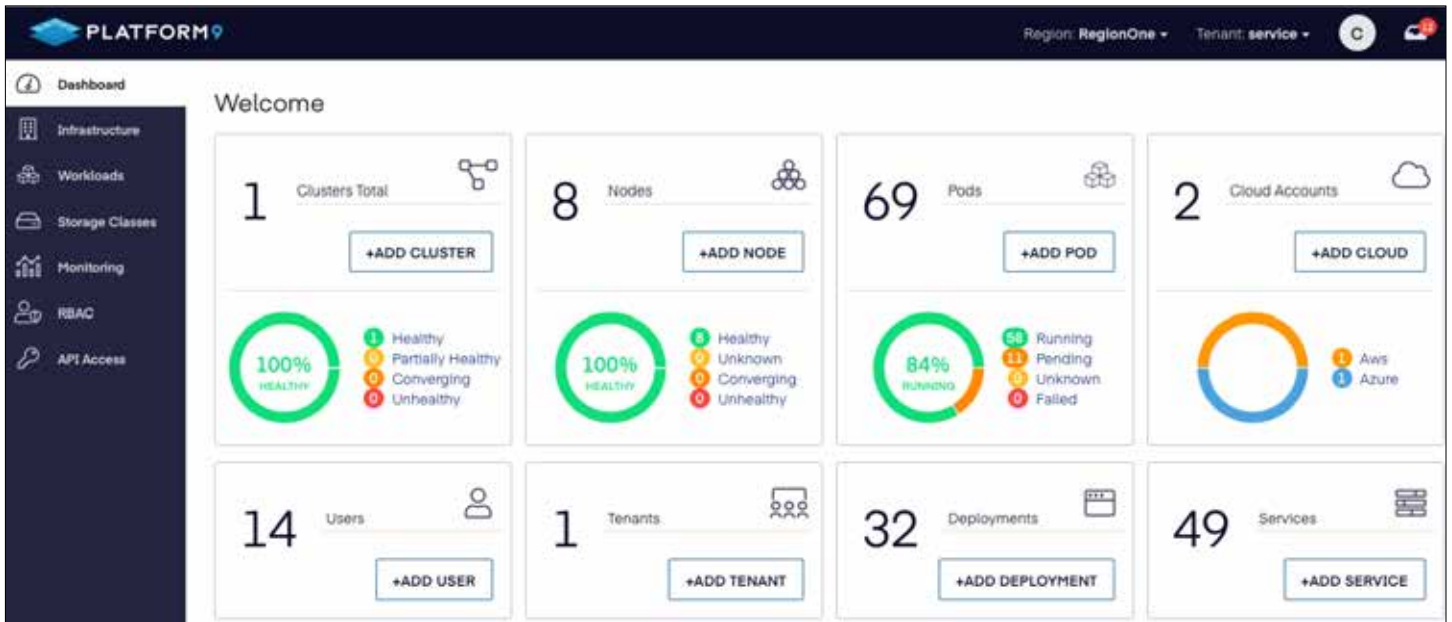 PLATFORM9
Region: RegionOne
Tenant: service
C
Dashboard
Infrastructure
Workloads
Storage Classes
Monitoring
RBAC
API Access
Welcome
1 Clusters Total
+ADD CLUSTER
100%
HEALTHY
1 Healthy
0 Partially Healthy
0 Converging
0 Unhealthy
8 Nodes
+ADD NODE
100%
HEALTHY
8 Healthy
0 Unknown
0 Converging
0 Unhealthy
69 Pods
+ADD POD
84%
RUNNING
58 Running
11 Pending
0 Unknown
0 Failed
2 Cloud Accounts
+ADD CLOUD
1 Aws
1 Azure
14 Users
+ADD USER
1 Tenants
+ADD TENANT
32 Deployments
+ADD DEPLOYMENT
49 Services
+ADD SERVICE